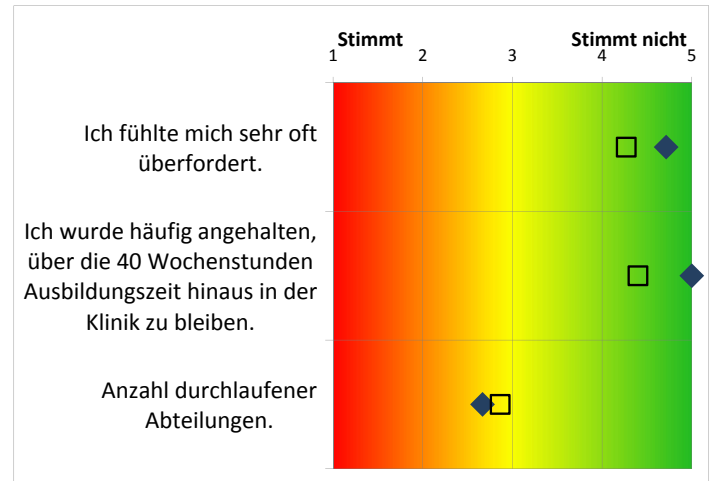 Stimmt Stimmt nicht
1 2 3 4 5
Ich fühlte mich sehr oft
überfordert.
Ich wurde häufig angehalten,
über die 40 Wochenstunden
Ausbildungszeit hinaus in der
Klinik zu bleiben.
Anzahl durchlaufener
Abteilungen.